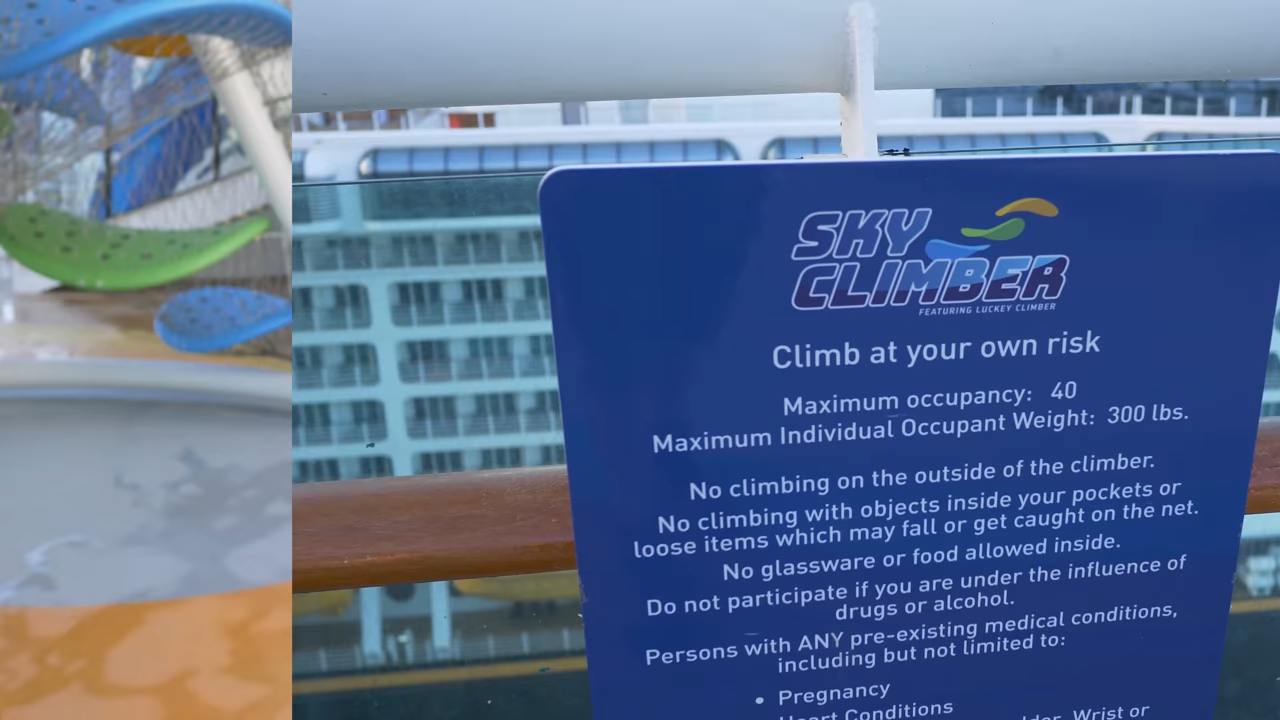 SKY
CLIMBER
FEATURING LUCKEY CLIMBER
Climb at your own risk
Maximum occupancy: 40
Maximum Individual Occupant Weight: 300 lbs.
No climbing on the outside of the climber.
No climbing with objects inside your pockets or
loose items which may fall or get caught on the net.
No glassware or food allowed inside.
Do not participate if you are under the influence of
drugs or alcohol.
Persons with ANY pre-existing medical conditions,
including but not limited to:
• Pregnancy
Heart Conditions
Wrist or